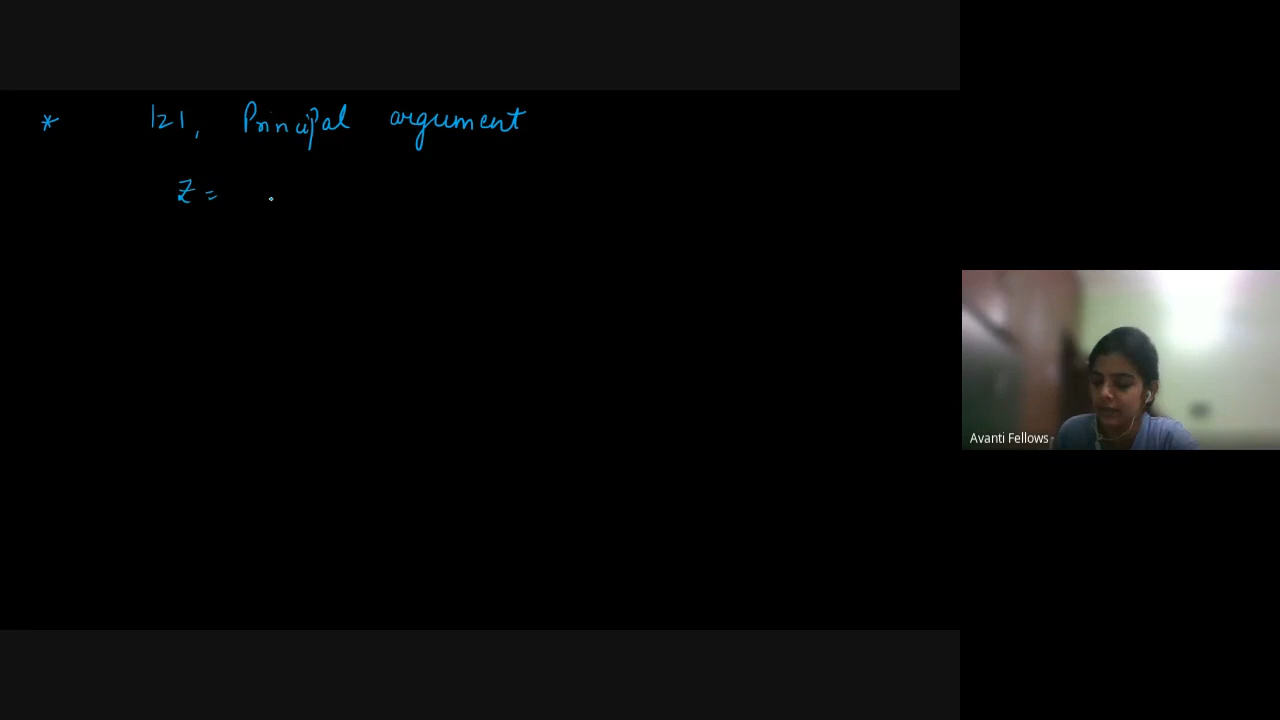 * |z|, Principal argument
Z =
Avanti Fellows